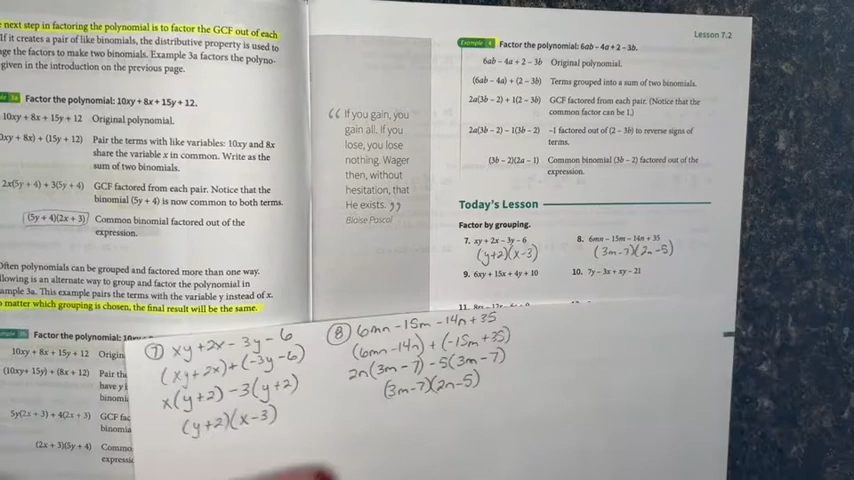 next step in factoring the polynomial is to factor the GCF out of each
If it creates a pair of like binomials, the distributive property is used to
ge the factors to make two binomials. Example 3a factors the polyno-
given in the introduction on the previous page.
3a Factor the polynomial: 10xy + 8x + 15y + 12.
10xy + 8x + 15y + 12 Original polynomial.
0xy + 8x) + (15y + 12) Pair the terms with like variables: 10xy and 8x
share the variable x in common. Write as the
sum of two binomials.
2x(5y + 4) + 3(5y + 4) GCF factored from each pair. Notice that the
binomial (5y + 4) is now common to both terms.
(5y + 4)(2x + 3) Common binomial factored out of the
expression.
Often polynomials can be grouped and factored more than one way.
llowing is an alternate way to group and factor the polynomial in
ample 3a. This example pairs the terms with the variable y instead of x.
matter which grouping is chosen, the final result will be the same.
Factor the polynomial:
10xy + 8x + 15y + 12 Origin
(10xy + 15y) + (8x + 12) Pair the
have y i
binomi
5y(2x + 3) + 4(2x + 3) GCF fac
binomia
(2x + 3)(5y + 4) Commo
expressi
“ If you gain, you
gain all. If you
lose, you lose
nothing. Wager
then, without
hesitation, that
He exists. ”
Blaise Pascal
Lesson 7.2
Example 4 Factor the polynomial: 6ab – 4a + 2 – 3b.
6ab – 4a + 2 – 3b Original polynomial.
(6ab – 4a) + (2 – 3b) Terms grouped into a sum of two binomials.
2a(3b – 2) + 1(2 – 3b) GCF factored from each pair. (Notice that the
common factor can be 1.)
2a(3b – 2) – 1(3b – 2) –1 factored out of (2 – 3b) to reverse signs of
terms.
(3b – 2)(2a – 1) Common binomial (3b – 2) factored out of the
expression.
Today's Lesson
Factor by grouping.
7. xy + 2x – 3y – 6 8. 6mn – 15m – 14n + 35
(y+2)(x-3) (3m-7)(2n-5)
9. 6xy + 15x + 4y + 10 10. 7y – 3x + xy – 21
11.
7 xy+2x-3y-6
(xy+2x)+(-3y-6)
x(y+2)-3(y+2)
(y+2)(x-3)
8 6mn-15m-14n+35
(6mn-14n)+(-15m+35)
2n(3m-7)-5(3m-7)
(3m-7)(2n-5)